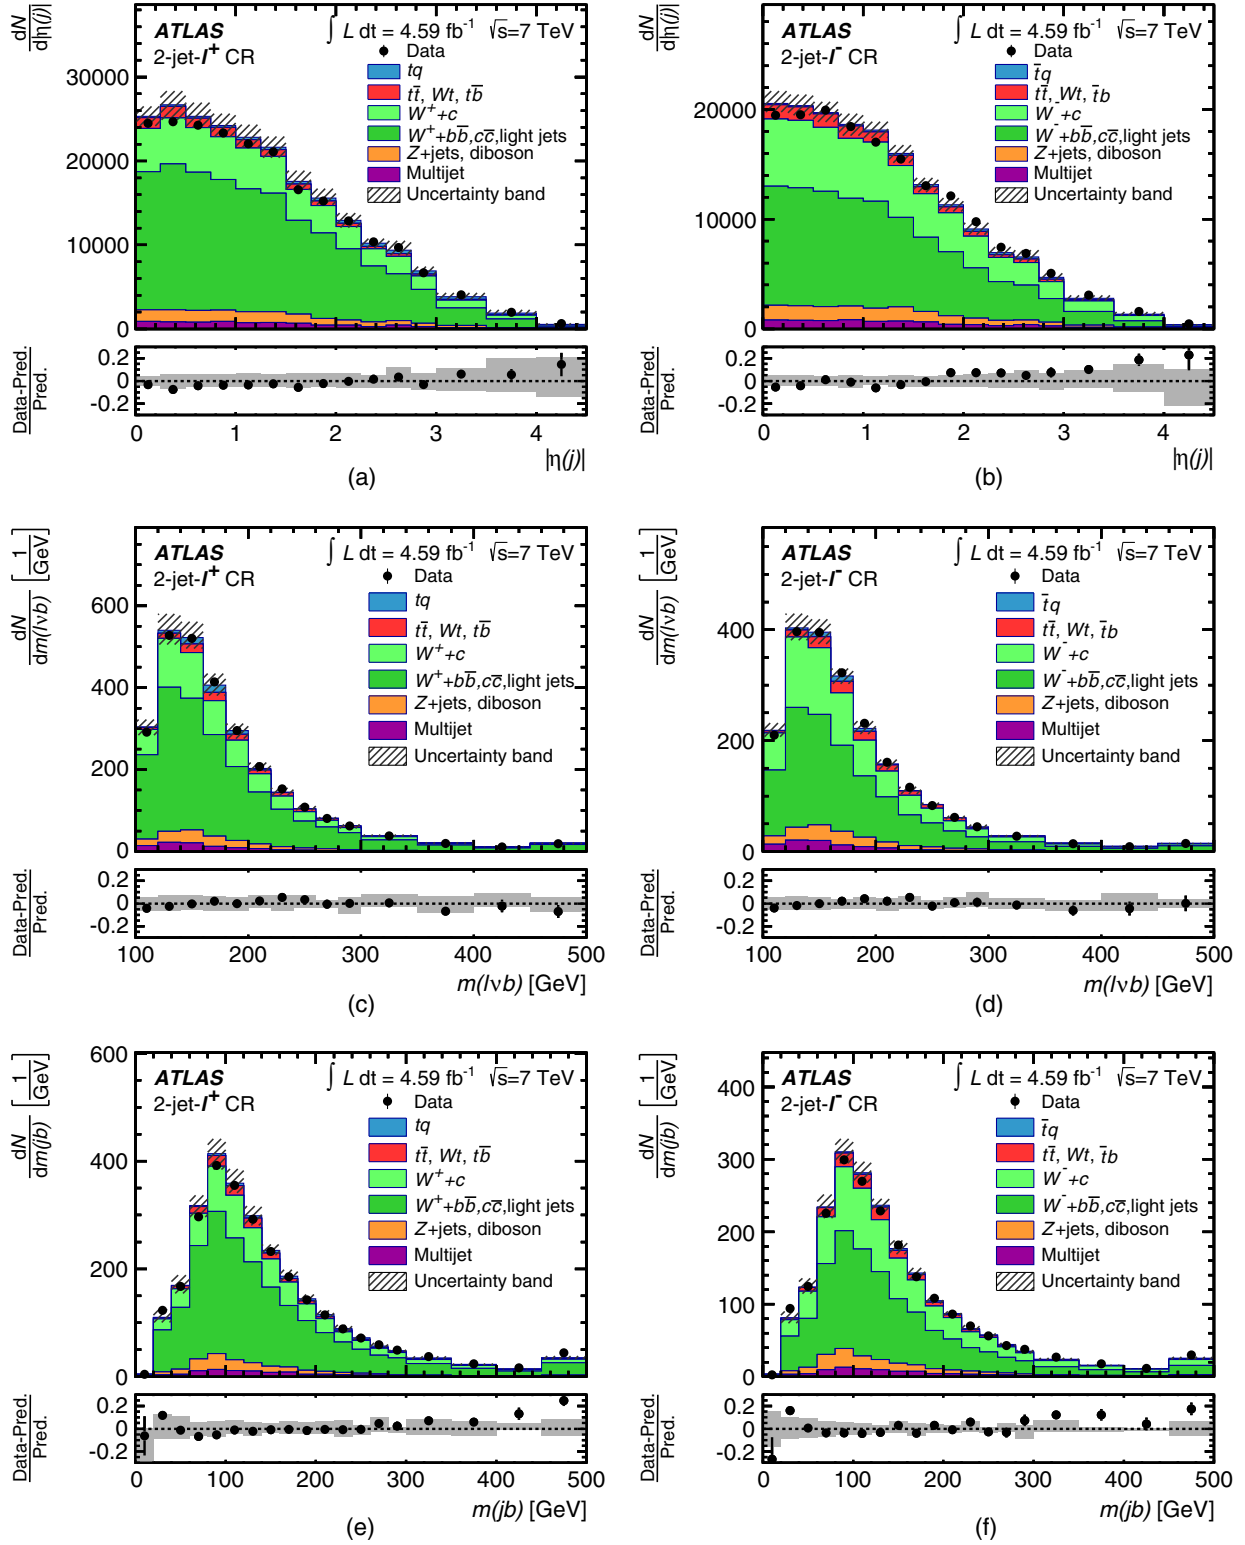 dN
d|η(j)|
ATLAS ∫ L dt = 4.59 fb⁻¹ √s=7 TeV
2-jet-l⁺ CR
Data
tq
tt̄, Wt, tb̄
W⁺+c
W⁺+bb̄,cc̄,light jets
Z+jets, diboson
Multijet
Uncertainty band
30000
20000
10000
0
Data-Pred.
Pred.
0.2
0
-0.2
0 1 2 3 4
|η(j)|
(a)
dN
d|η(j)|
ATLAS ∫ L dt = 4.59 fb⁻¹ √s=7 TeV
2-jet-l⁻ CR
Data
t̄q
tt̄, Wt, t̄b
W⁻+c
W⁻+bb̄,cc̄,light jets
Z+jets, diboson
Multijet
Uncertainty band
20000
10000
0
Data-Pred.
Pred.
0.2
0
-0.2
0 1 2 3 4
|η(j)|
(b)
dN
dm(lνb)
[1/GeV]
ATLAS ∫ L dt = 4.59 fb⁻¹ √s=7 TeV
2-jet-l⁺ CR
Data
tq
tt̄, Wt, tb̄
W⁺+c
W⁺+bb̄,cc̄,light jets
Z+jets, diboson
Multijet
Uncertainty band
600
400
200
0
Data-Pred.
Pred.
0.2
0
-0.2
100 200 300 400 500
m(lνb) [GeV]
(c)
dN
dm(lνb)
[1/GeV]
ATLAS ∫ L dt = 4.59 fb⁻¹ √s=7 TeV
2-jet-l⁻ CR
Data
t̄q
tt̄, Wt, t̄b
W⁻+c
W⁻+bb̄,cc̄,light jets
Z+jets, diboson
Multijet
Uncertainty band
400
200
0
Data-Pred.
Pred.
0.2
0
-0.2
100 200 300 400 500
m(lνb) [GeV]
(d)
dN
dm(jb)
[1/GeV]
ATLAS ∫ L dt = 4.59 fb⁻¹ √s=7 TeV
2-jet-l⁺ CR
Data
tq
tt̄, Wt, tb̄
W⁺+c
W⁺+bb̄,cc̄,light jets
Z+jets, diboson
Multijet
Uncertainty band
600
400
200
0
Data-Pred.
Pred.
0.2
0
-0.2
0 100 200 300 400 500
m(jb) [GeV]
(e)
dN
dm(jb)
[1/GeV]
ATLAS ∫ L dt = 4.59 fb⁻¹ √s=7 TeV
2-jet-l⁻ CR
Data
t̄q
tt̄, Wt, t̄b
W⁻+c
W⁻+bb̄,cc̄,light jets
Z+jets, diboson
Multijet
Uncertainty band
400
300
200
100
0
Data-Pred.
Pred.
0.2
0
-0.2
0 100 200 300 400 500
m(jb) [GeV]
(f)